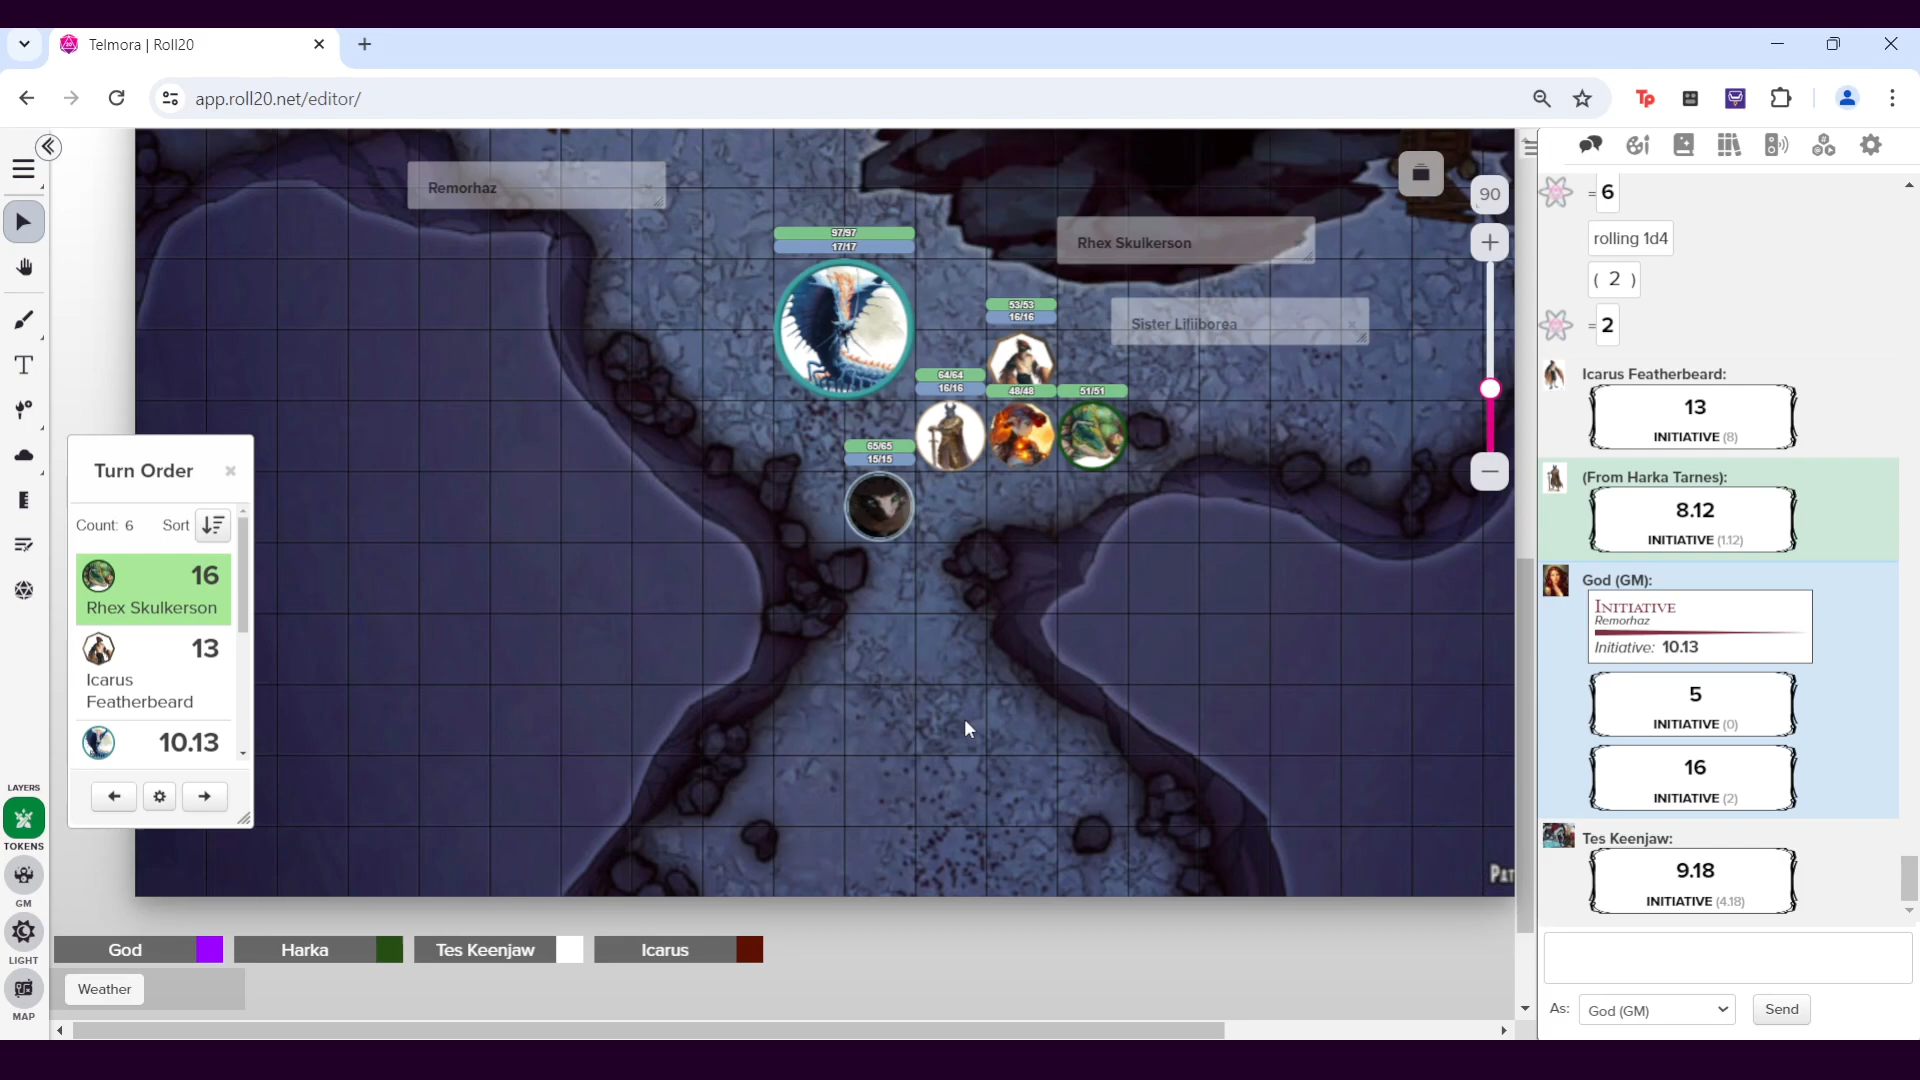 Telmora | Roll20
app.roll20.net/editor/
Remorhaz
97/97
17/17
Rhex Skulkerson
53/53
16/16
Sister Liliiborea
64/64
16/16
48/48
51/51
65/65
15/15
90
Turn Order
Count: 6 Sort
16
Rhex Skulkerson
13
Icarus
Featherbeard
10.13
LAYERS
TOKENS
GM
LIGHT
MAP
God
Harka
Tes Keenjaw
Icarus
Weather
= 6
rolling 1d4
( 2 )
= 2
Icarus Featherbeard:
13
INITIATIVE (8)
(From Harka Tarnes):
8.12
INITIATIVE (1.12)
God (GM):
INITIATIVE
Remorhaz
Initiative: 10.13
5
INITIATIVE (0)
16
INITIATIVE (2)
Tes Keenjaw:
9.18
INITIATIVE (4.18)
As: God (GM) Send
PAT
Tp